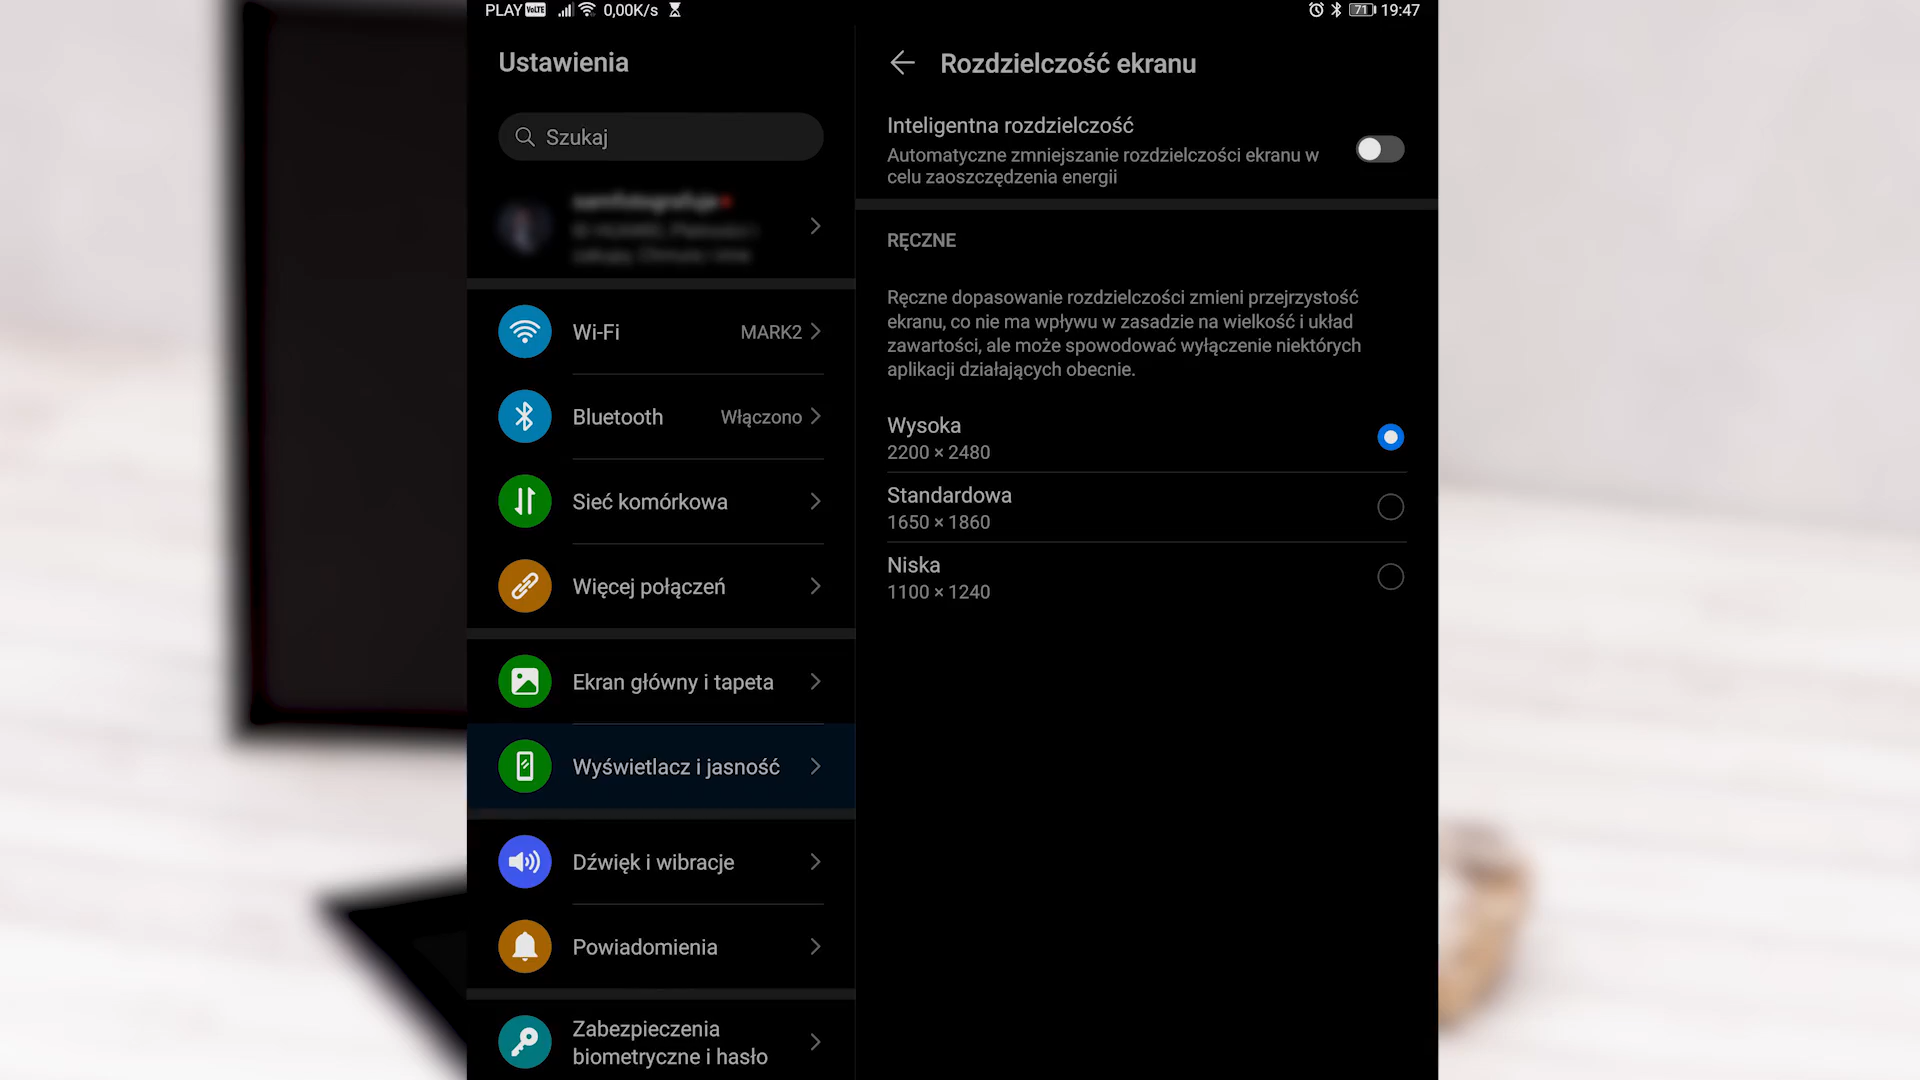 PLAY VoLTE 0,00K/s 71 19:47
Ustawienia
Szukaj
Wi-Fi MARK2
Bluetooth Włączono
Sieć komórkowa
Więcej połączeń
Ekran główny i tapeta
Wyświetlacz i jasność
Dźwięk i wibracje
Powiadomienia
Zabezpieczenia
biometryczne i hasło
Rozdzielczość ekranu
Inteligentna rozdzielczość
Automatyczne zmniejszanie rozdzielczości ekranu w
celu zaoszczędzenia energii
RĘCZNE
Ręczne dopasowanie rozdzielczości zmieni przejrzystość
ekranu, co nie ma wpływu w zasadzie na wielkość i układ
zawartości, ale może spowodować wyłączenie niektórych
aplikacji działających obecnie.
Wysoka
2200 × 2480
Standardowa
1650 × 1860
Niska
1100 × 1240